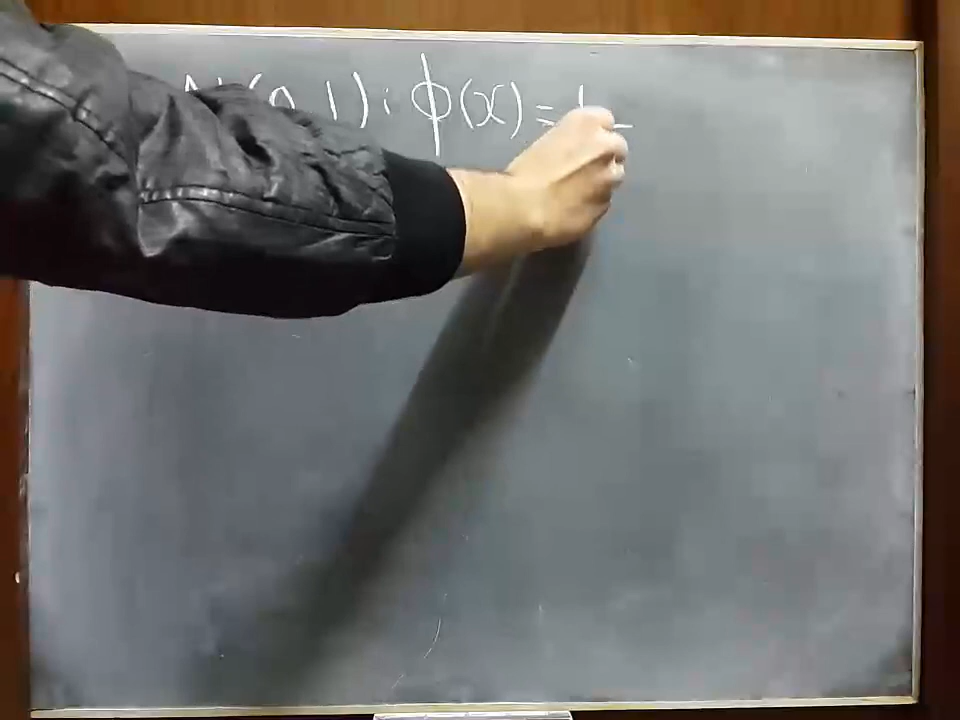 N(0,1); ϕ(x) = 1